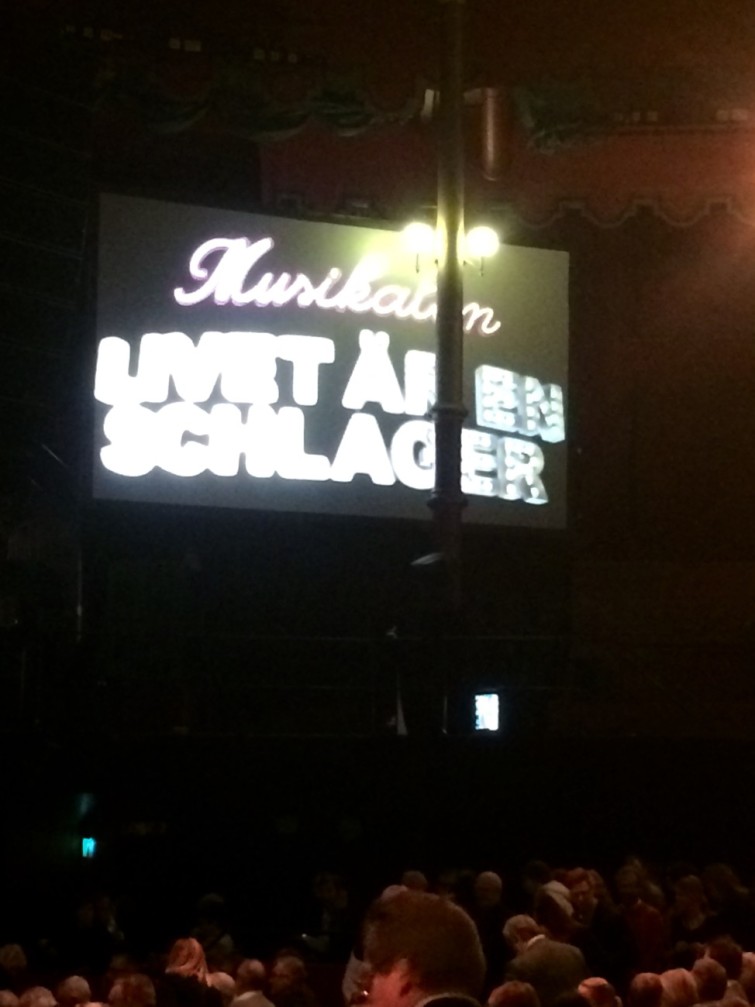 Musikalen
LIVET ÄR EN
SCHLAGER